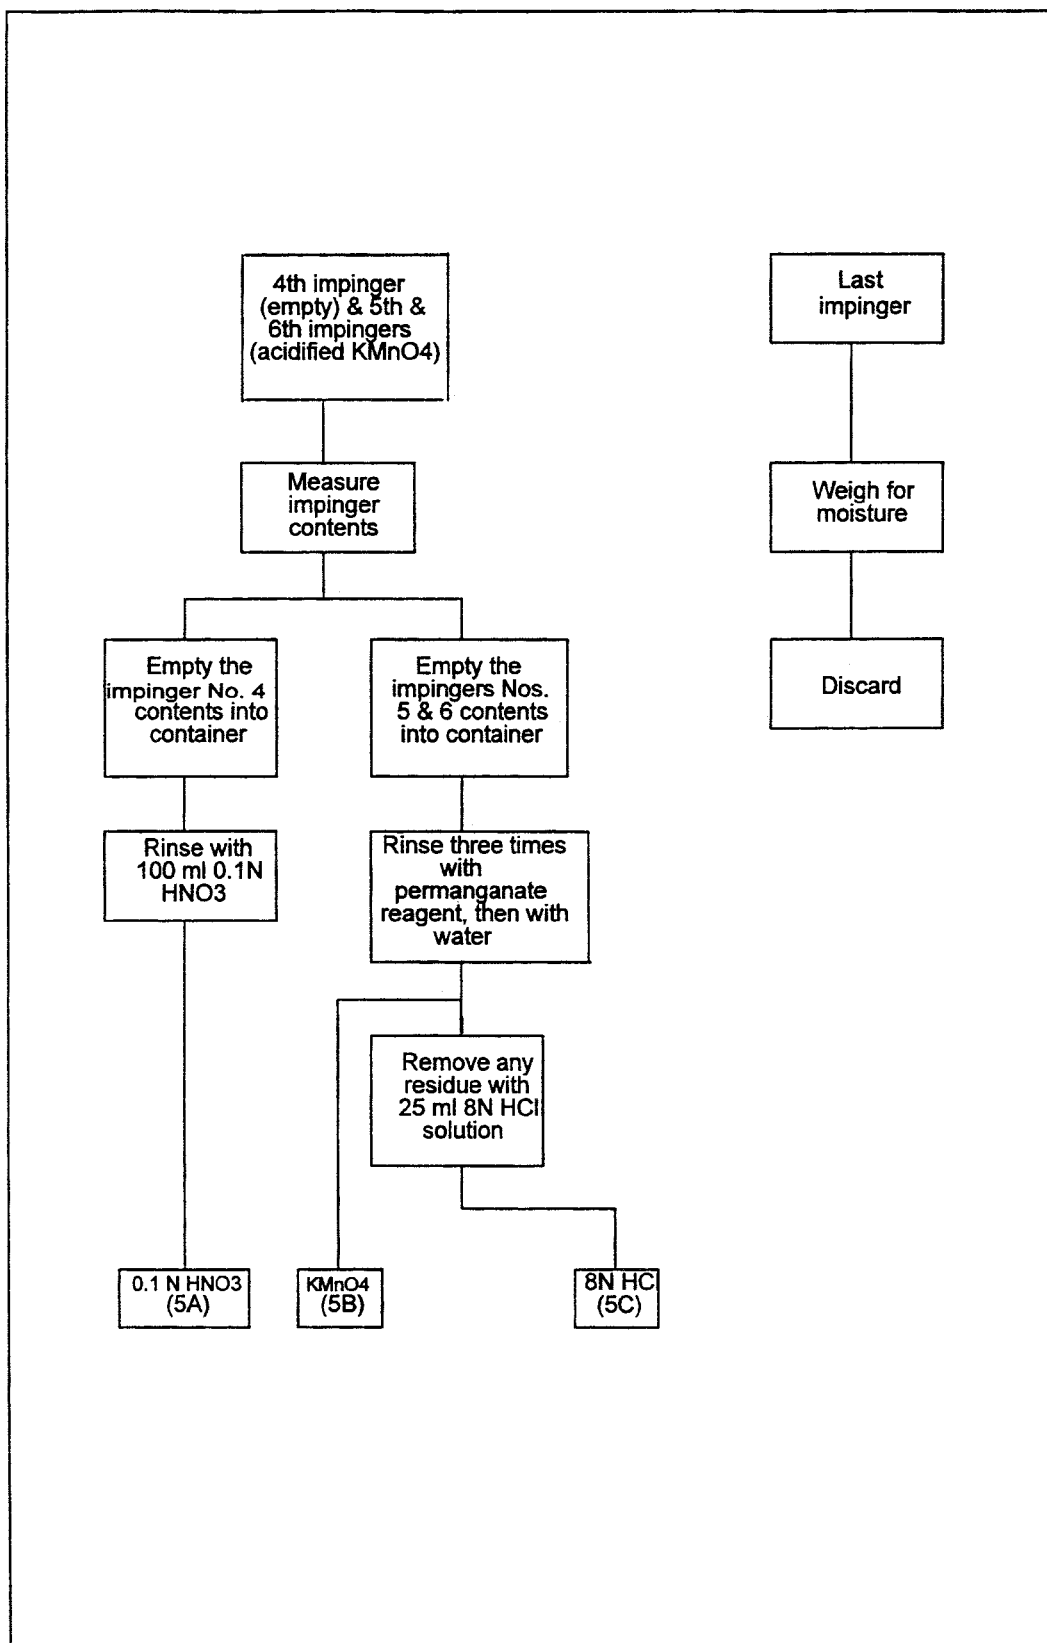 4th impinger
(empty) & 5th &
6th impingers
(acidified KMnO4)
Last
impinger
Measure
impinger
contents
Weigh for
moisture
Empty the
impinger No. 4
contents into
container
Empty the
impingers Nos.
5 & 6 contents
into container
Discard
Rinse with
100 ml 0.1N
HNO3
Rinse three times
with
permanganate
reagent, then with
water
Remove any
residue with
25 ml 8N HCl
solution
0.1 N HNO3
(5A)
KMnO4
(5B)
8N HC
(5C)